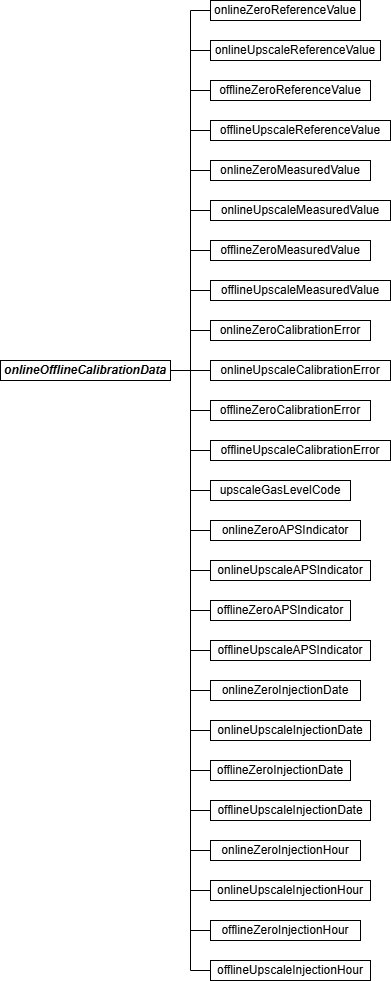 onlineZeroReferenceValue
onlineUpscaleReferenceValue
offlineZeroReferenceValue
offlineUpscaleReferenceValue
onlineZeroMeasuredValue
onlineUpscaleMeasuredValue
offlineZeroMeasuredValue
offlineUpscaleMeasuredValue
onlineZeroCalibrationError
onlineOfflineCalibrationData
onlineUpscaleCalibrationError
offlineZeroCalibrationError
offlineUpscaleCalibrationError
upscaleGasLevelCode
onlineZeroAPSIndicator
onlineUpscaleAPSIndicator
offlineZeroAPSIndicator
offlineUpscaleAPSIndicator
onlineZeroInjectionDate
onlineUpscaleInjectionDate
offlineZeroInjectionDate
offlineUpscaleInjectionDate
onlineZeroInjectionHour
onlineUpscaleInjectionHour
offlineZeroInjectionHour
offlineUpscaleInjectionHour